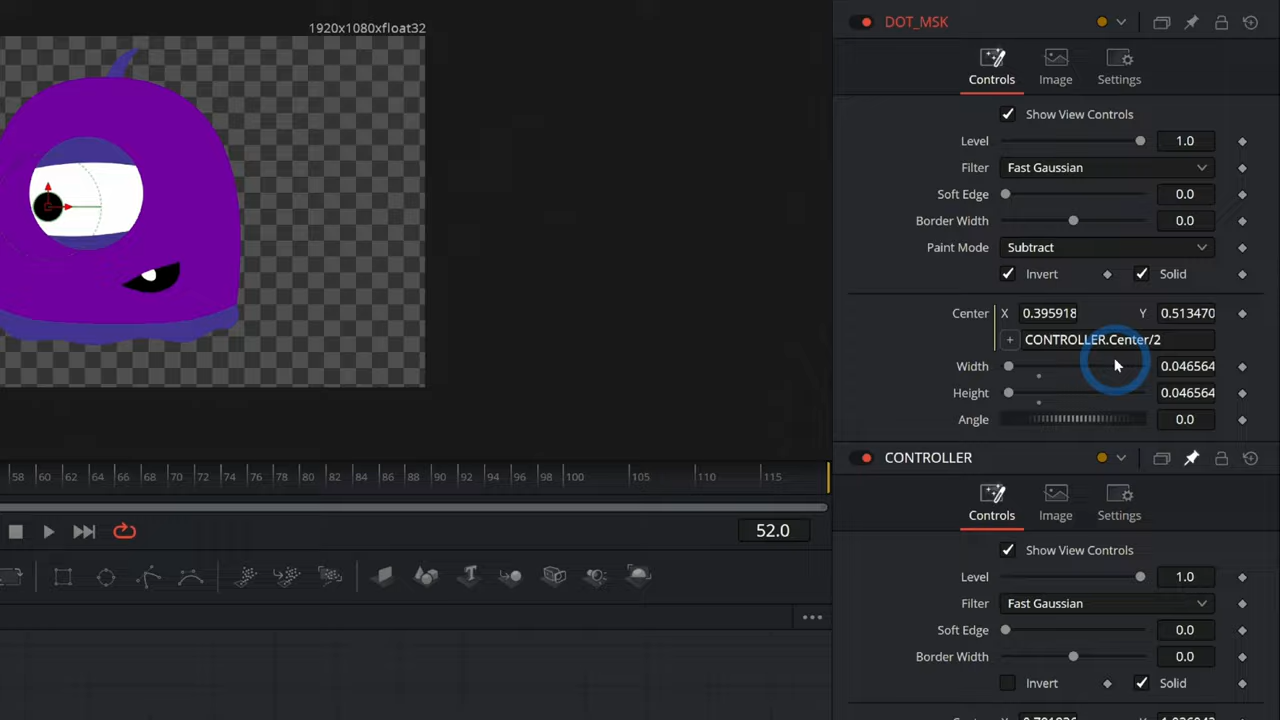 1920x1080xfloat32
58 60 62 64 66 68 70 72 74 76 78 80 82 84 86 88 90 92 94 96 98 100 105 110 115
52.0
DOT_MSK
Controls Image Settings
Show View Controls
Level 1.0
Filter Fast Gaussian
Soft Edge 0.0
Border Width 0.0
Paint Mode Subtract
Invert Solid
Center X 0.395918 Y 0.513470
+ CONTROLLER.Center/2
Width 0.046564
Height 0.046564
Angle 0.0
CONTROLLER
Controls Image Settings
Show View Controls
Level 1.0
Filter Fast Gaussian
Soft Edge 0.0
Border Width 0.0
Invert Solid